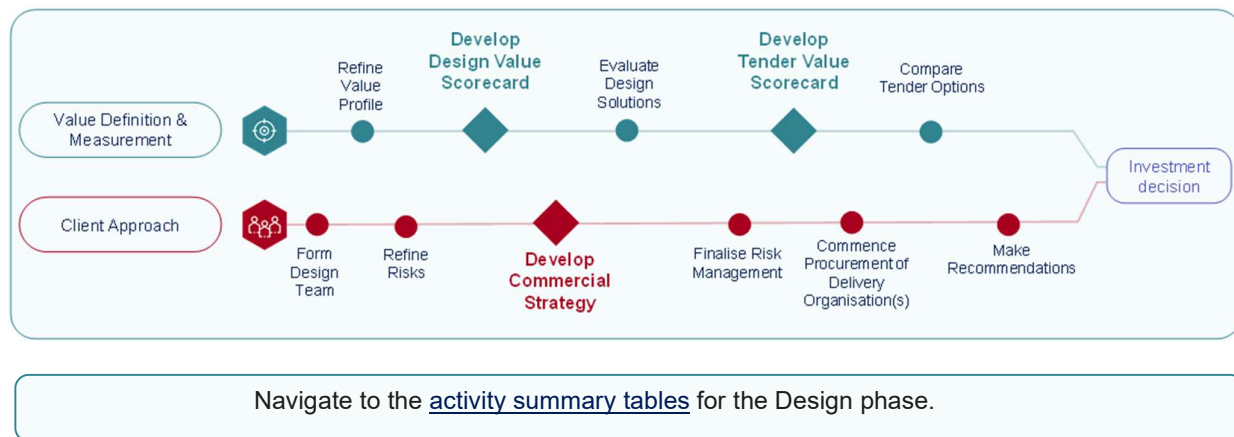 Value Definition &
Measurement
Refine
Value
Profile
Develop
Design Value
Scorecard
Evaluate
Design
Solutions
Develop
Tender Value
Scorecard
Compare
Tender Options
Investment
decision
Client Approach
Form
Design
Team
Refine
Risks
Develop
Commercial
Strategy
Finalise Risk
Management
Commence
Procurement of
Delivery
Organisation(s)
Make
Recommendations
Navigate to the activity summary tables for the Design phase.